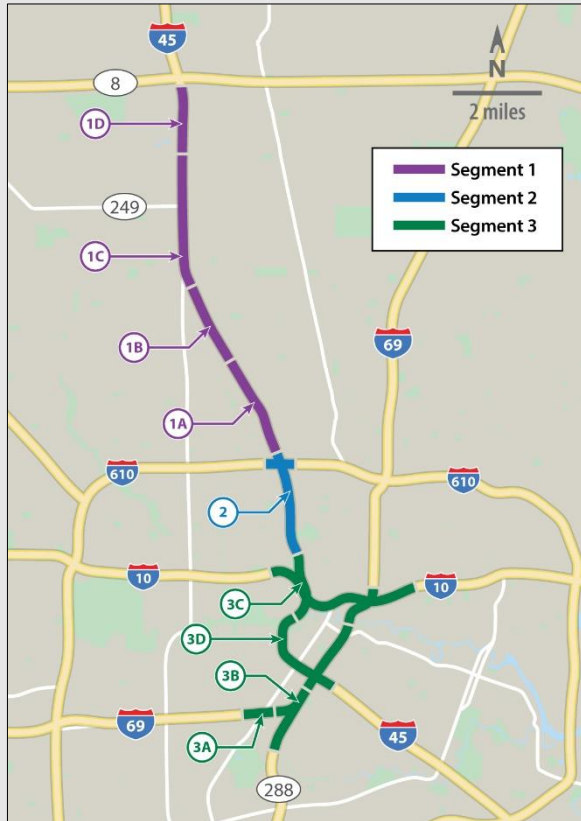 45
8
N
2 miles
1D
Segment 1
Segment 2
Segment 3
249
1C
1B
69
1A
610
610
2
10
10
3C
3D
3B
69
3A
45
288